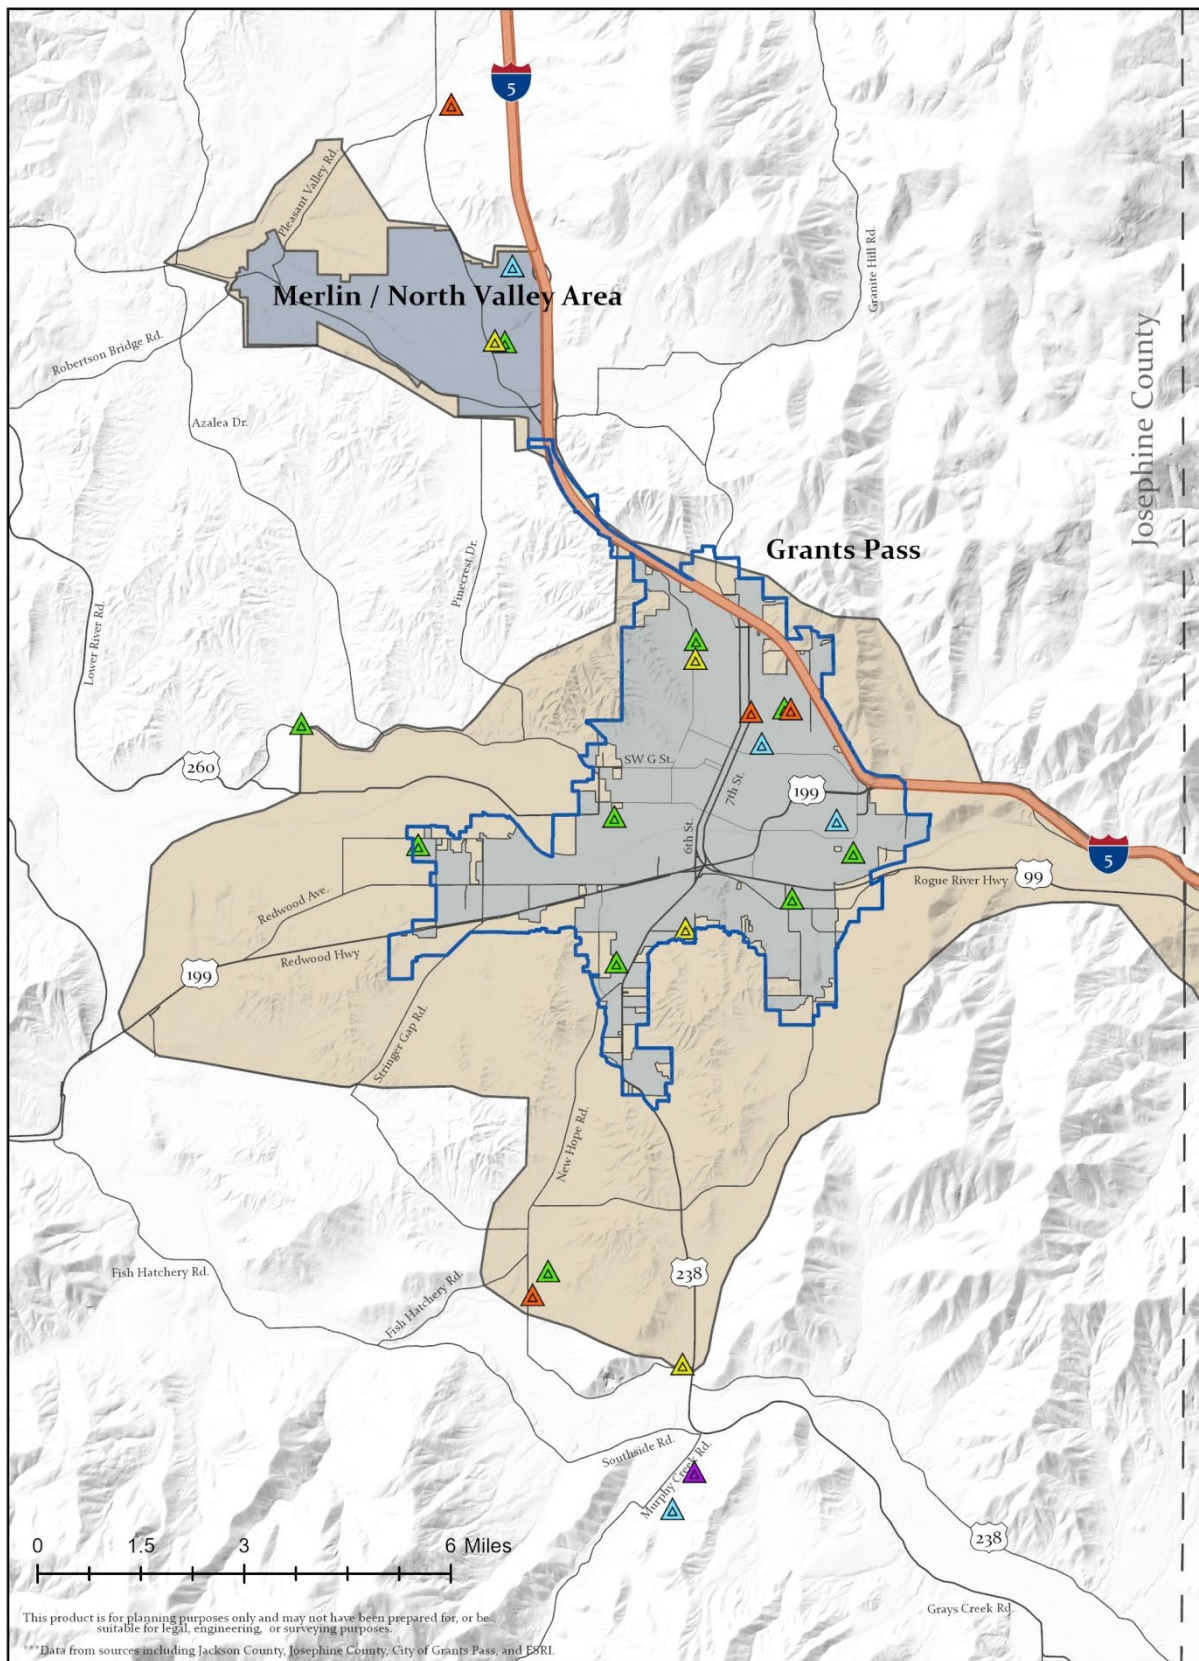 5
Pleasant Valley Rd.
Granite Hill Rd.
Merlin / North Valley Area
Josephine County
Robertson Bridge Rd.
Azalea Dr.
Grants Pass
Pinecrest Dr.
Lower River Rd.
260
SW G St.
7th St.
199
6th St.
5
Redwood Ave.
Rogue River Hwy
99
Redwood Hwy
199
Stringer Gap Rd.
New Hope Rd.
Fish Hatchery Rd.
Fish Hatchery Rd.
238
Southside Rd.
Murphy Creek Rd.
238
Grays Creek Rd.
0 1.5 3 6 Miles
This product is for planning purposes only and may not have been prepared for, or be
suitable for legal, engineering, or surveying purposes.
***Data from sources including Jackson County, Josephine County, City of Grants Pass, and ESRI.